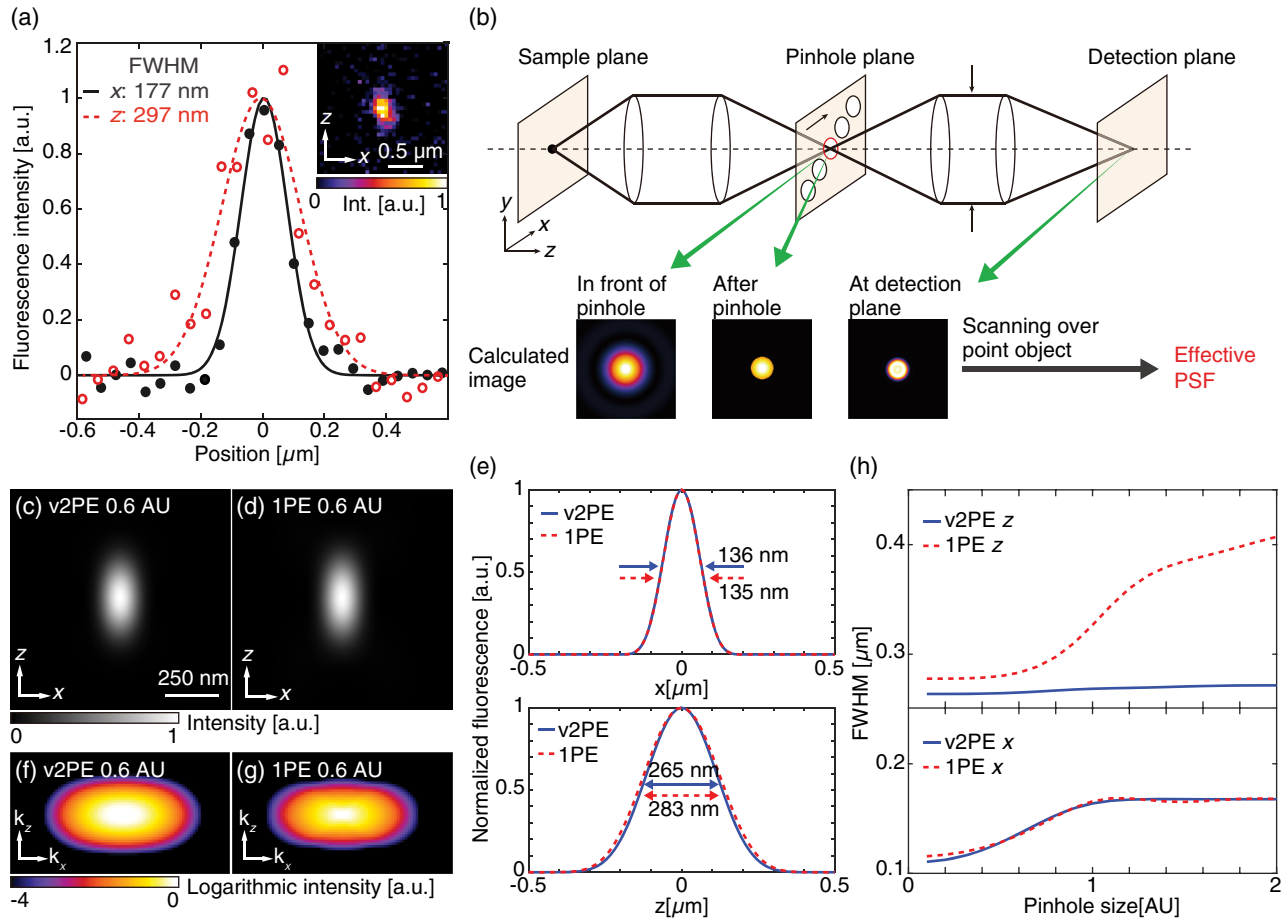 (a)
Fluorescence intensity [a.u.]
1.2
1
0.8
0.6
0.4
0.2
0
FWHM
x: 177 nm
z: 297 nm
z
x
0.5 µm
0
1
Int. [a.u.]
-0.6
-0.4
-0.2
0
0.2
0.4
Position [µm]
(b)
Sample plane
Pinhole plane
Detection plane
y
x
z
In front of
pinhole
After
pinhole
At detection
plane
Calculated
image
Scanning over
point object
Effective
PSF
(c) v2PE 0.6 AU
z
x
250 nm
(d) 1PE 0.6 AU
z
x
Intensity [a.u.]
0
1
(f) v2PE 0.6 AU
kz
kx
(g) 1PE 0.6 AU
kz
kx
-4
0
Logarithmic intensity [a.u.]
(e)
Normalized fluorescence [a.u.]
1
0.5
0
v2PE
1PE
136 nm
135 nm
-0.5
0
0.5
x[µm]
1
0.5
0
v2PE
1PE
265 nm
283 nm
-0.5
0
0.5
z[µm]
(h)
FWHM [µm]
0.4
0.3
v2PE z
1PE z
0.2
0.1
v2PE x
1PE x
0
1
2
Pinhole size[AU]